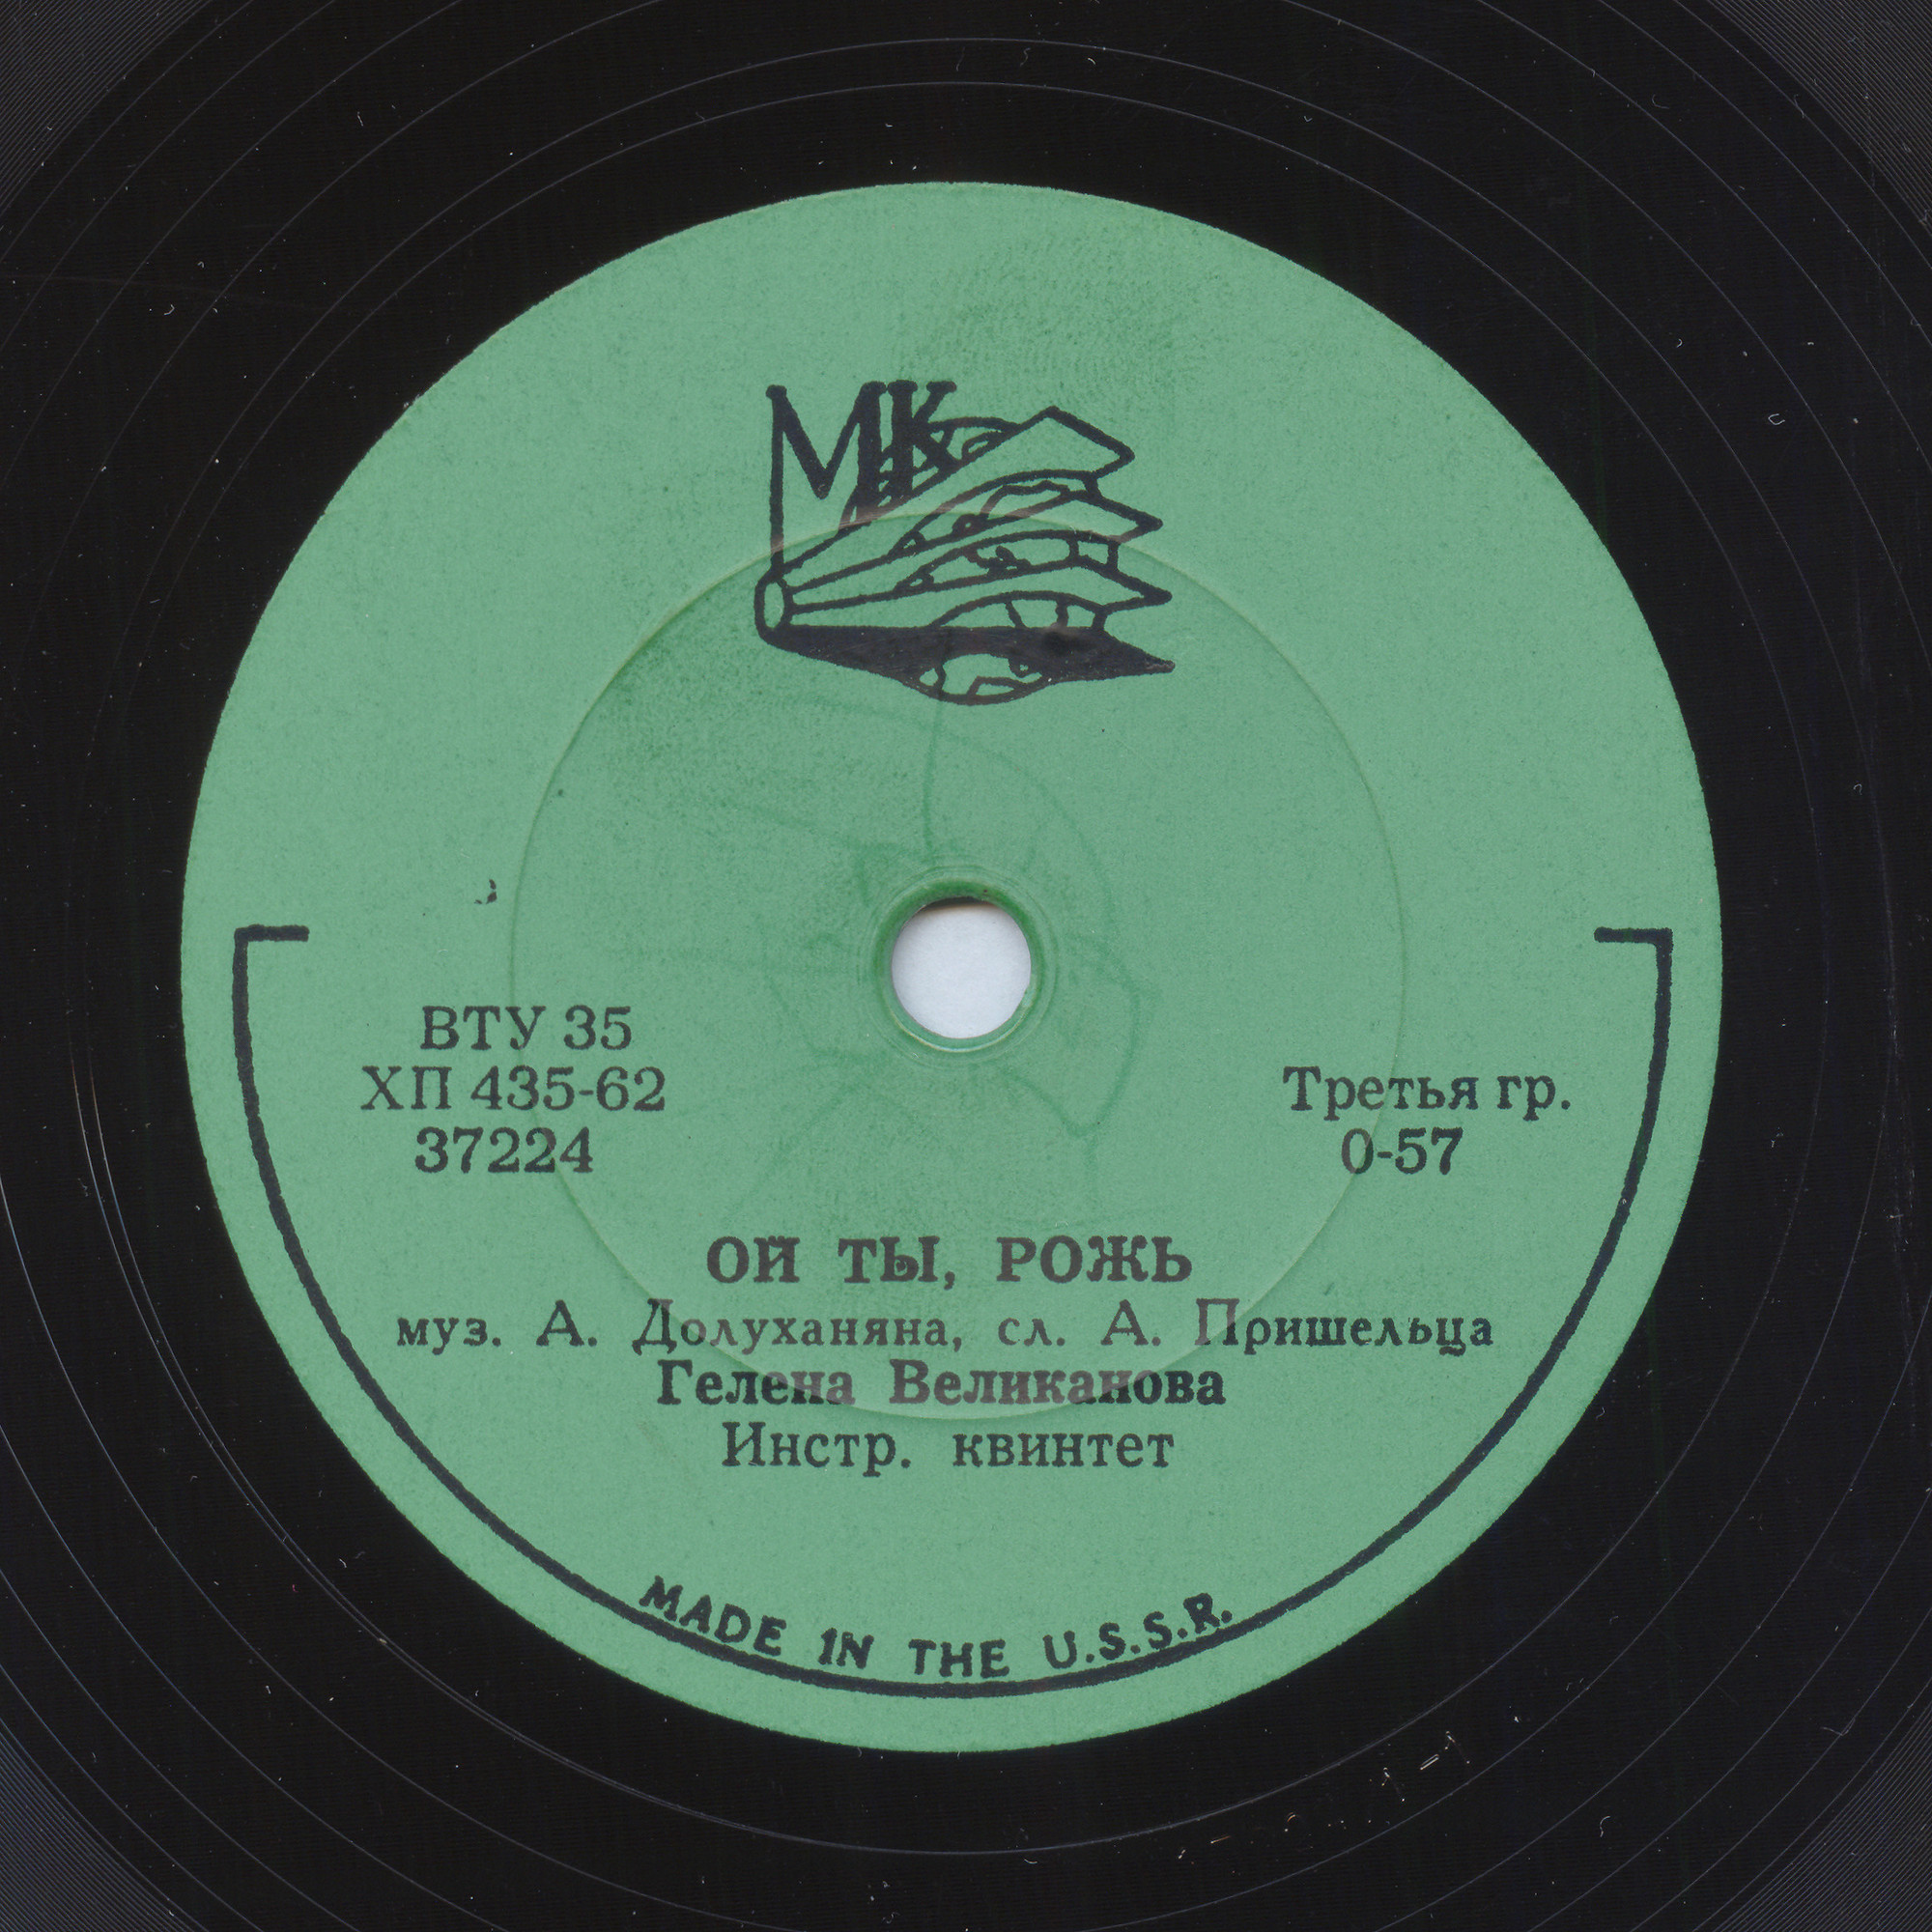 МК
ВТУ 35
ХП 435-62
37224
Третья гр.
0-57
ОЙ ТЫ, РОЖЬ
муз. А. Долуханяна, сл. А. Пришельца
Гелена Великанова
Инстр. квинтет
MADE IN THE U.S.S.R.